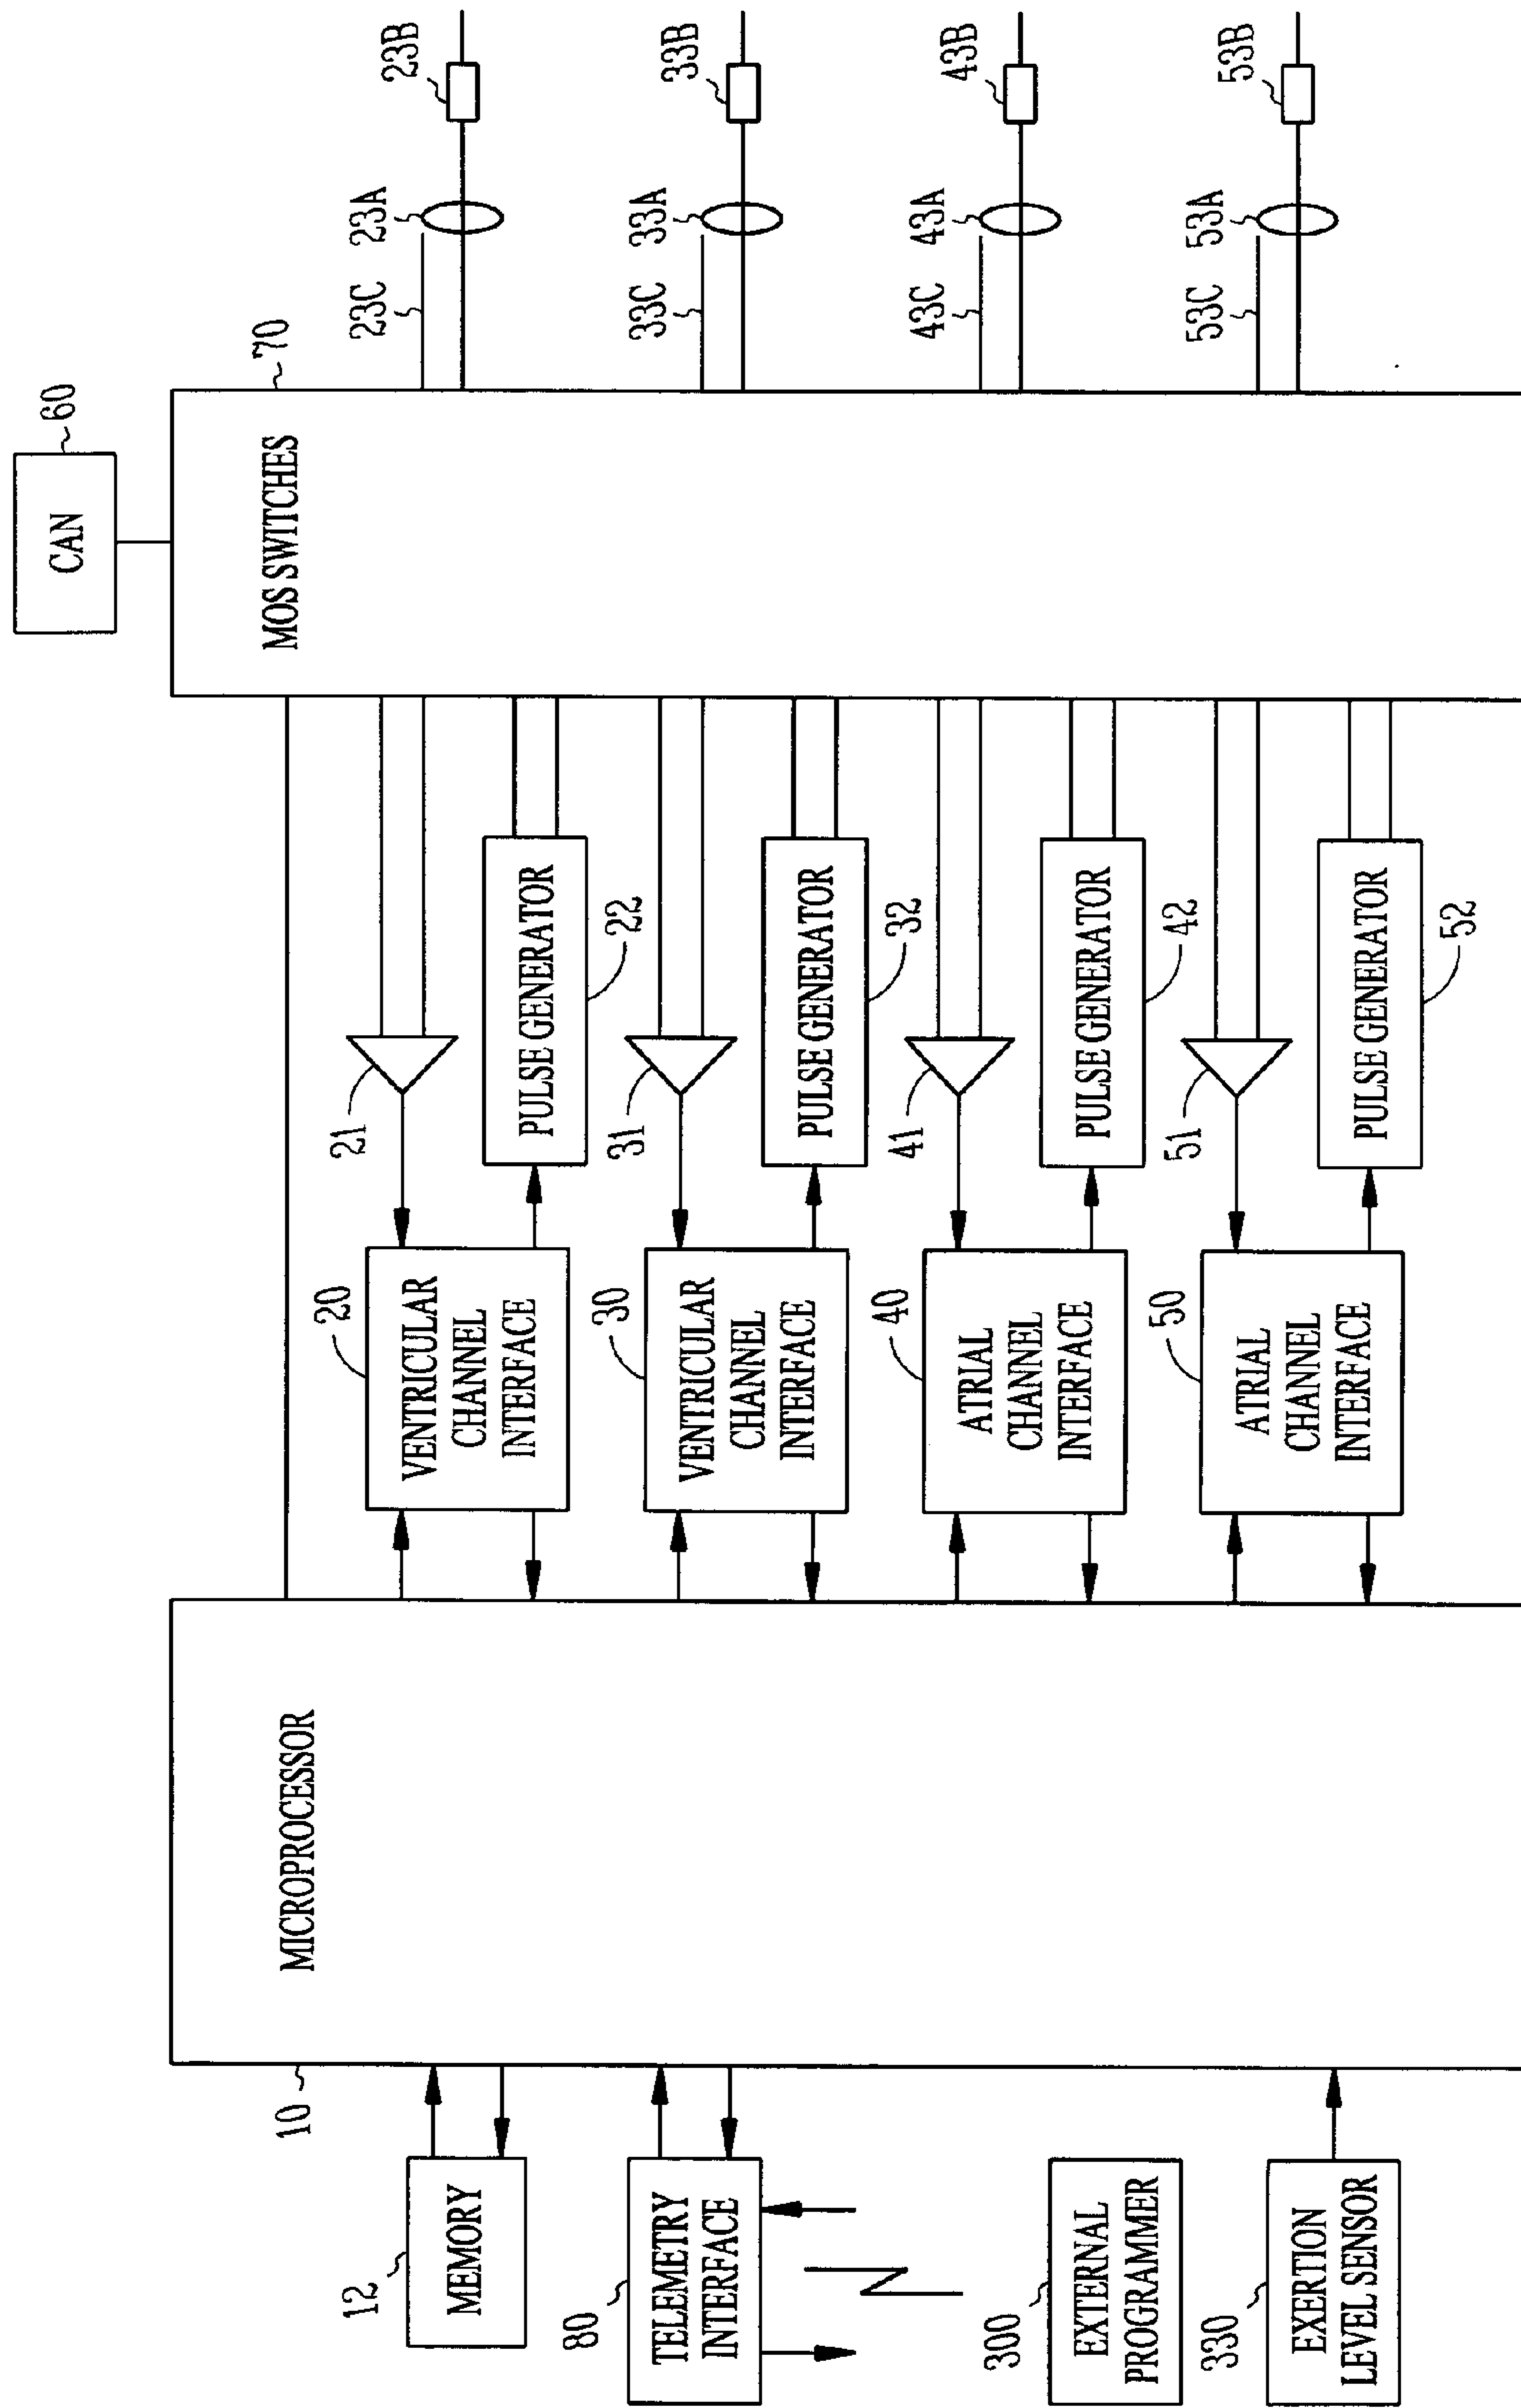 CAN
60
MOS SWITCHES
70
23C
23A
23B
33C
33A
33B
43C
43A
43B
53C
53A
53B
21
PULSE GENERATOR
22
31
PULSE GENERATOR
32
41
PULSE GENERATOR
42
51
PULSE GENERATOR
52
20
VENTRICULAR
CHANNEL
INTERFACE
30
VENTRICULAR
CHANNEL
INTERFACE
40
ATRIAL
CHANNEL
INTERFACE
50
ATRIAL
CHANNEL
INTERFACE
MICROPROCESSOR
10
12
MEMORY
80
TELEMETRY
INTERFACE
300
EXTERNAL
PROGRAMMER
330
EXERTION
LEVEL SENSOR